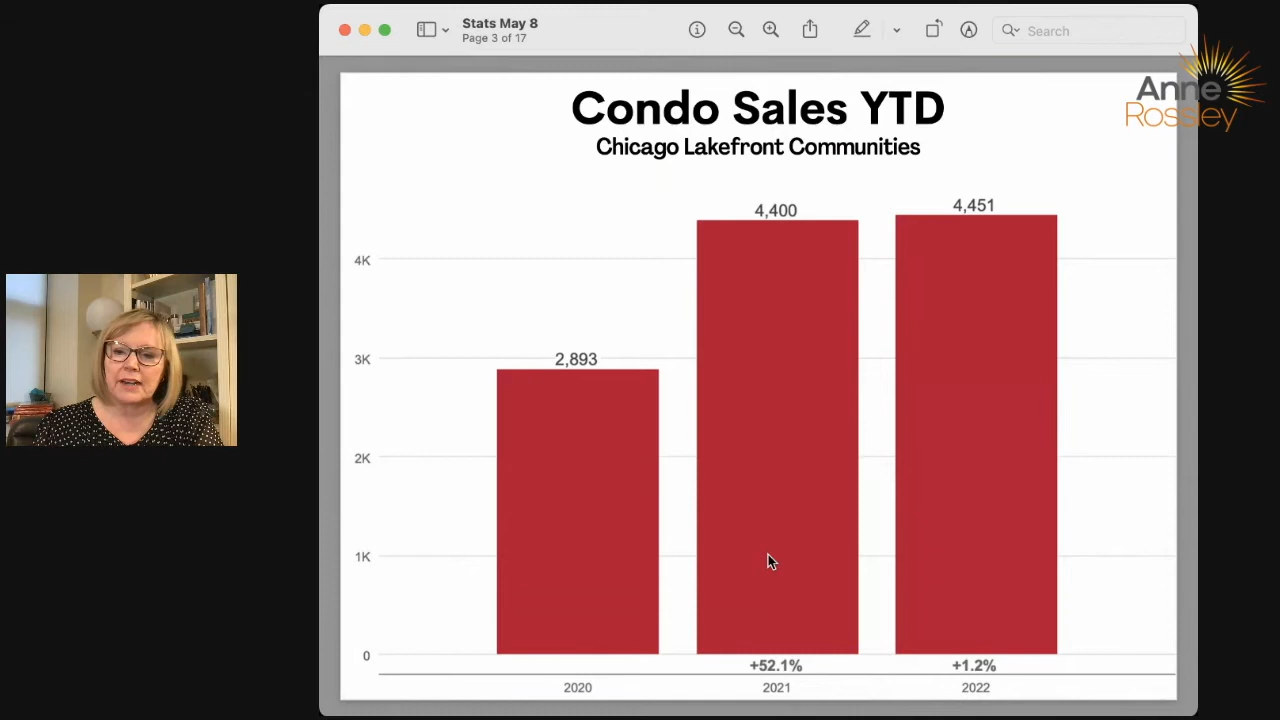 Stats May 8
Page 3 of 17
Search
Anne
Rossley
Condo Sales YTD
Chicago Lakefront Communities
4,451
4,400
2,893
4K
3K
2K
1K
0
+52.1%
+1.2%
2020
2021
2022